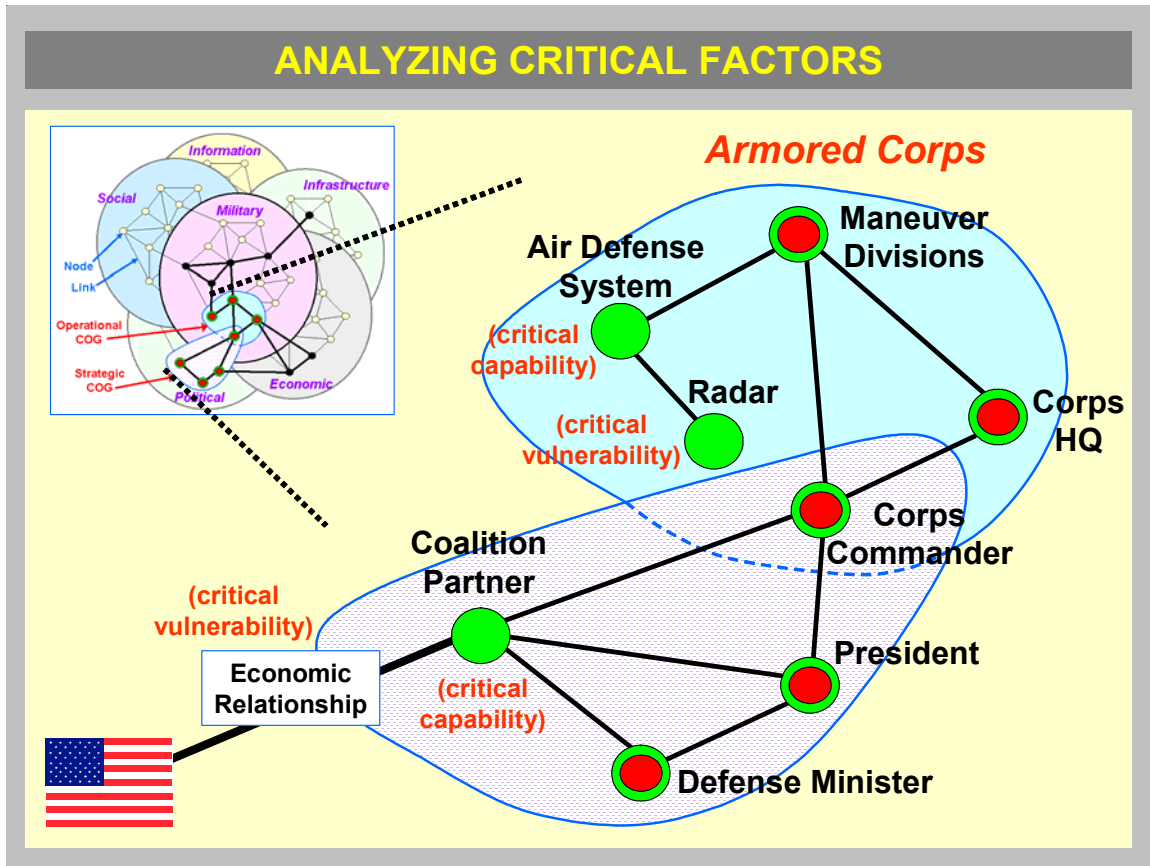 ANALYZING CRITICAL FACTORS
Information
Social
Infrastructure
Military
Node
Link
Operational
COG
Strategic
COG
Economic
Political
Armored Corps
Maneuver
Divisions
Air Defense
System
(critical
capability)
Radar
(critical
vulnerability)
Corps
HQ
Corps
Commander
Coalition
Partner
(critical
vulnerability)
Economic
Relationship
(critical
capability)
President
Defense Minister